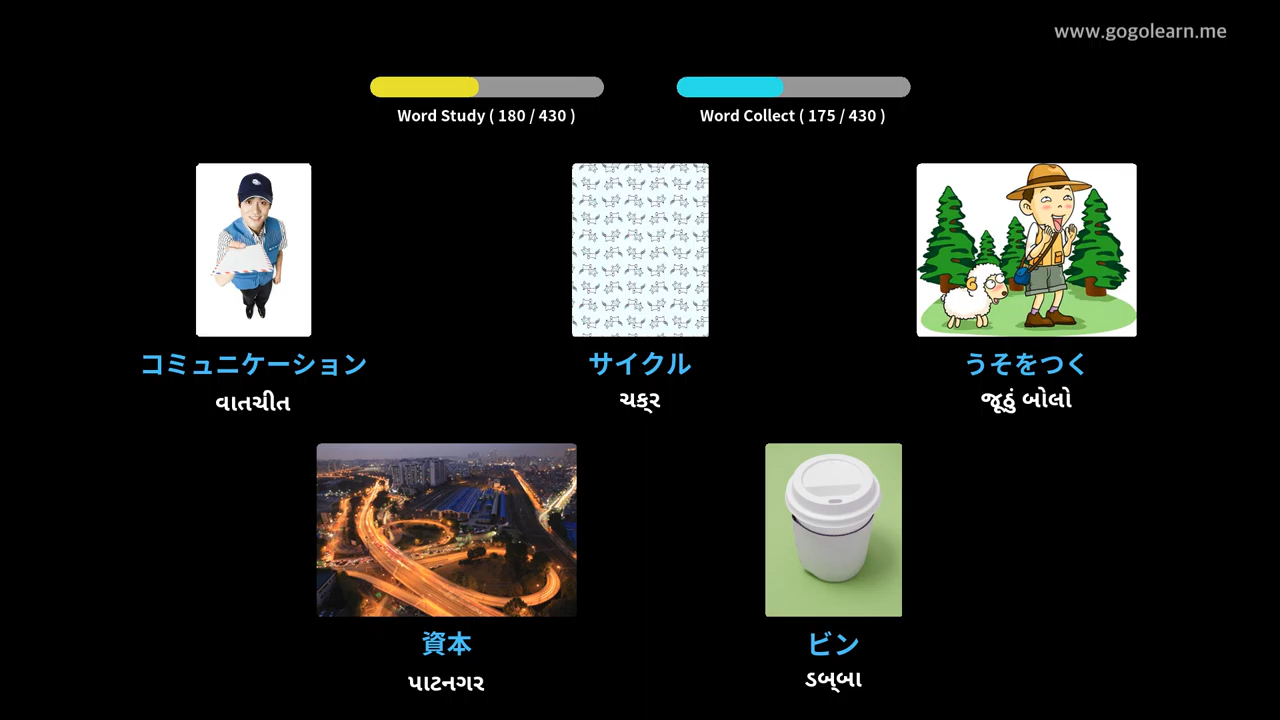 www.gogolearn.me
Word Study ( 180 / 430 )
Word Collect ( 175 / 430 )
コミュニケーション
વાતચીત
サイクル
ચક્ર
うそをつく
જૂઠું બોલો
資本
પાટનગર
ビン
ડબ્બા